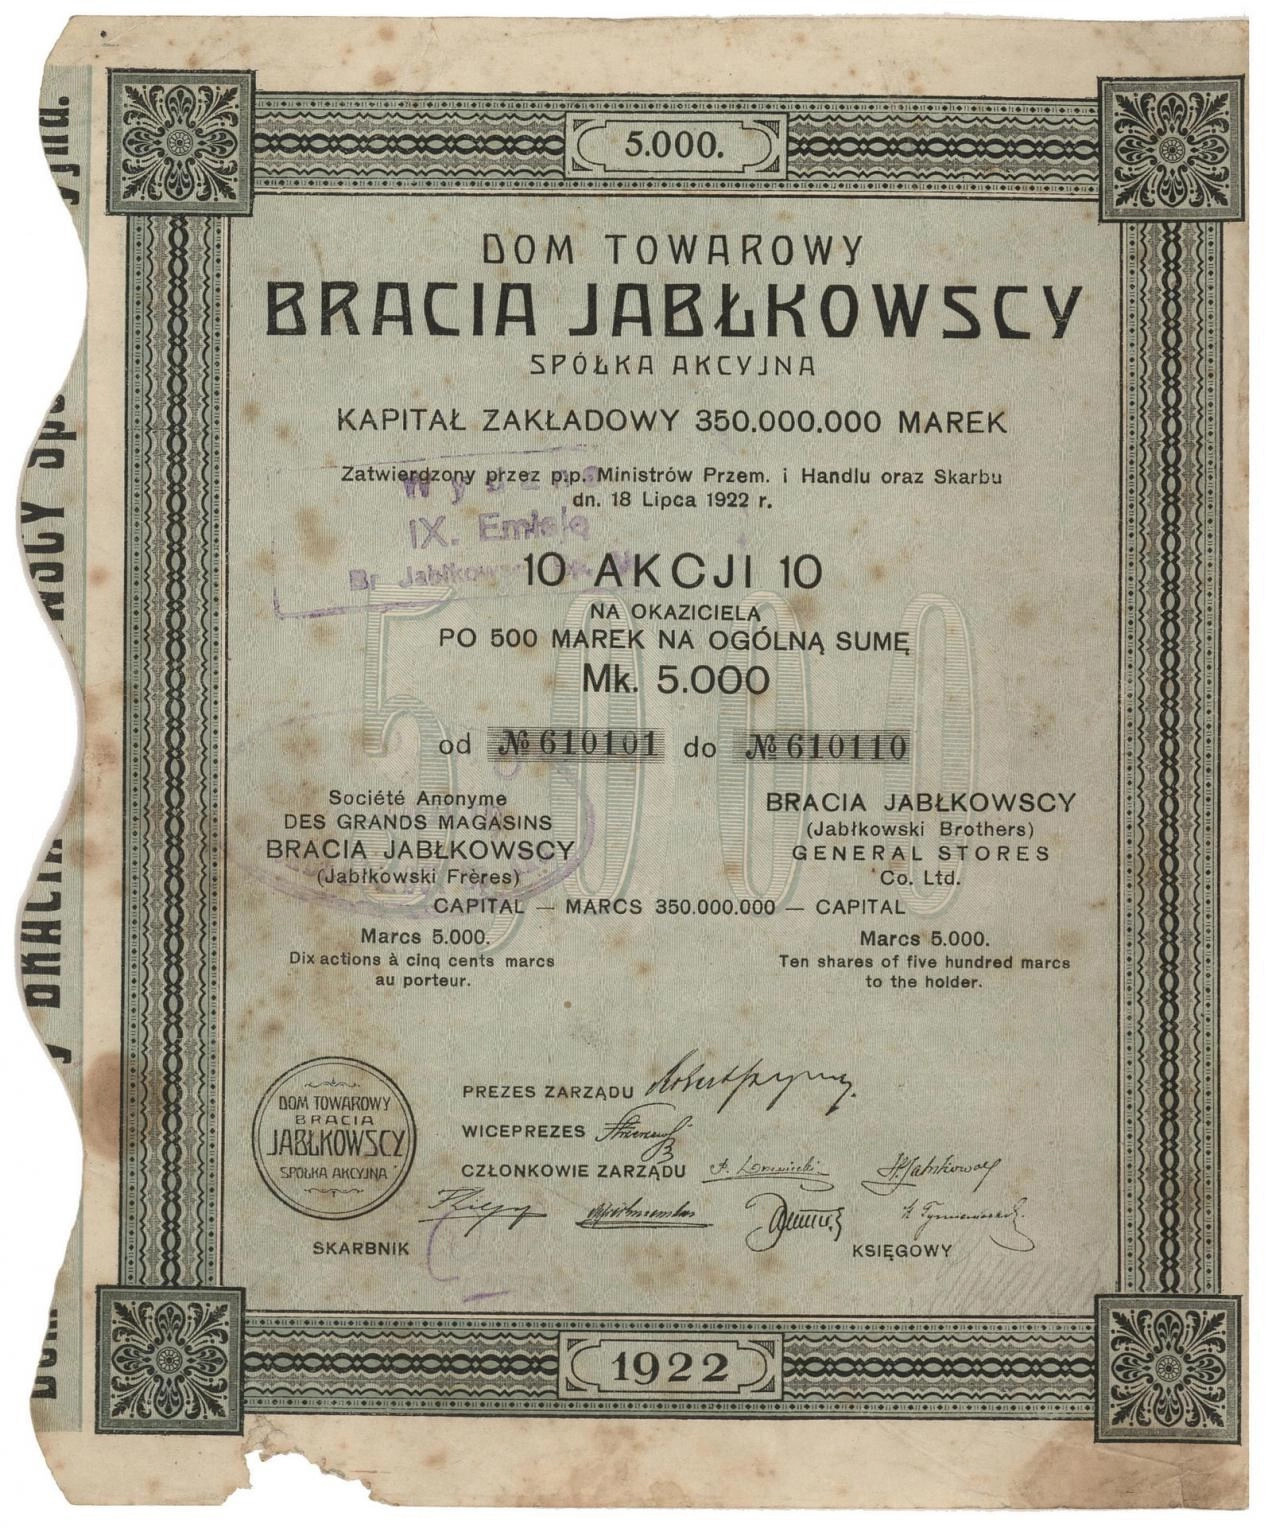 5.000.
DOM TOWAROWY
BRACIA JABŁKOWSCY
SPÓŁKA AKCYJNA
KAPITAŁ ZAKŁADOWY 350.000.000 MAREK
Zatwierdzony przez p.p. Ministrów Przem. i Handlu oraz Skarbu
dn. 18 Lipca 1922 r.
IX. Emisję
Br. Jabłkowscy
10 AKCJI 10
NA OKAZICIELA
PO 500 MAREK NA OGÓLNĄ SUMĘ
Mk. 5.000
5000
od № 610101 do № 610110
Société Anonyme
DES GRANDS MAGASINS
BRACIA JABŁKOWSCY
(Jabłkowski Frères)
BRACIA JABŁKOWSCY
(Jabłkowski Brothers)
GENERAL STORES
Co. Ltd.
CAPITAL — MARCS 350.000.000 — CAPITAL
Marcs 5.000.
Dix actions à cinq cents marcs
au porteur.
Marcs 5.000.
Ten shares of five hundred marcs
to the holder.
DOM TOWAROWY
BRACIA
JABŁKOWSCY
SPÓŁKA AKCYJNA
PREZES ZARZĄDU
WICEPREZES
CZŁONKOWIE ZARZĄDU
SKARBNIK
KSIĘGOWY
1922